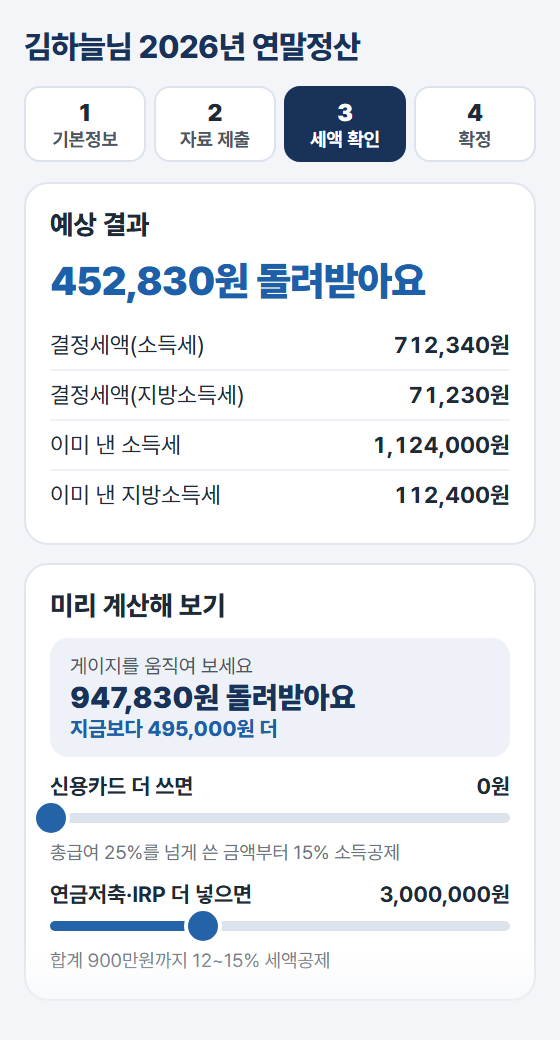 김하늘님 2026년 연말정산
1
기본정보
2
자료 제출
3
세액 확인
4
확정
예상 결과
452,830원 돌려받아요
결정세액(소득세) 712,340원
결정세액(지방소득세) 71,230원
이미 낸 소득세 1,124,000원
이미 낸 지방소득세 112,400원
미리 계산해 보기
게이지를 움직여 보세요
947,830원 돌려받아요
지금보다 495,000원 더
신용카드 더 쓰면 0원
총급여 25%를 넘게 쓴 금액부터 15% 소득공제
연금저축·IRP 더 넣으면 3,000,000원
합계 900만원까지 12~15% 세액공제